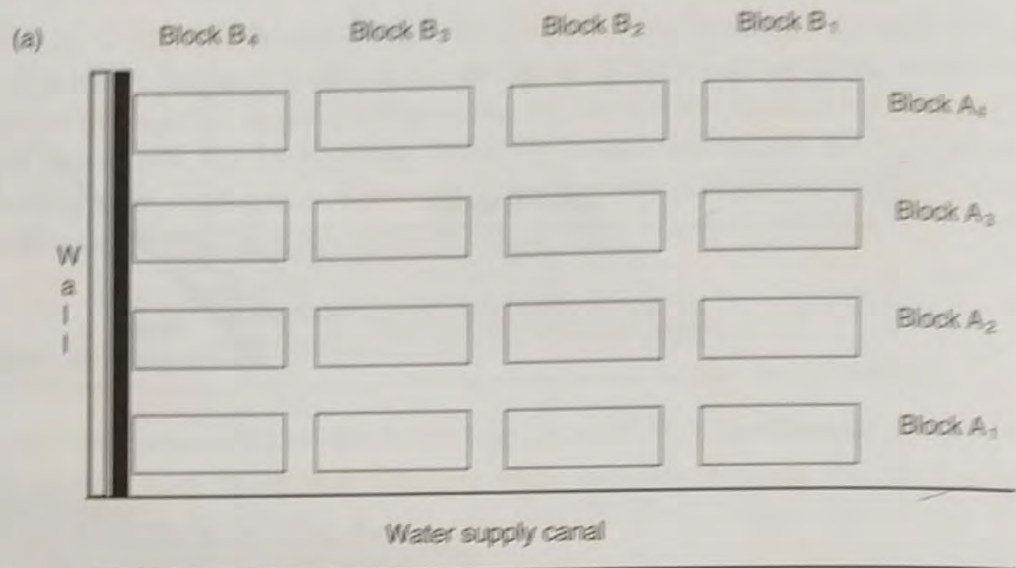 (a) Block B₄ Block B₃ Block B₂ Block B₁
Block A₄
Block A₃
Wall
Block A₂
Block A₁
Water supply canal